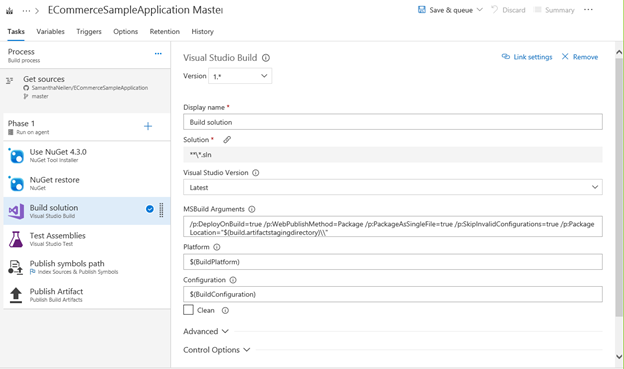 ... > ECommerceSampleApplication Master
Save & queue
Discard
Summary
...
Tasks Variables Triggers Options Retention History
Process
Build process
...
Get sources
SamanthaNeilen/ECommerceSampleApplication
master
Phase 1
Run on agent
+
Use NuGet 4.3.0
NuGet Tool Installer
NuGet restore
NuGet
Build solution
Visual Studio Build
Test Assemblies
Visual Studio Test
Publish symbols path
Index Sources & Publish Symbols
Publish Artifact
Publish Build Artifacts
Visual Studio Build
Link settings
Remove
Version 1.*
Display name *
Build solution
Solution *
**\*.sln
Visual Studio Version
Latest
MSBuild Arguments
/p:DeployOnBuild=true /p:WebPublishMethod=Package /p:PackageAsSingleFile=true /p:SkipInvalidConfigurations=true /p:Package
Location="$(build.artifactstagingdirectory)\\"
Platform
$(BuildPlatform)
Configuration
$(BuildConfiguration)
Clean
Advanced
Control Options